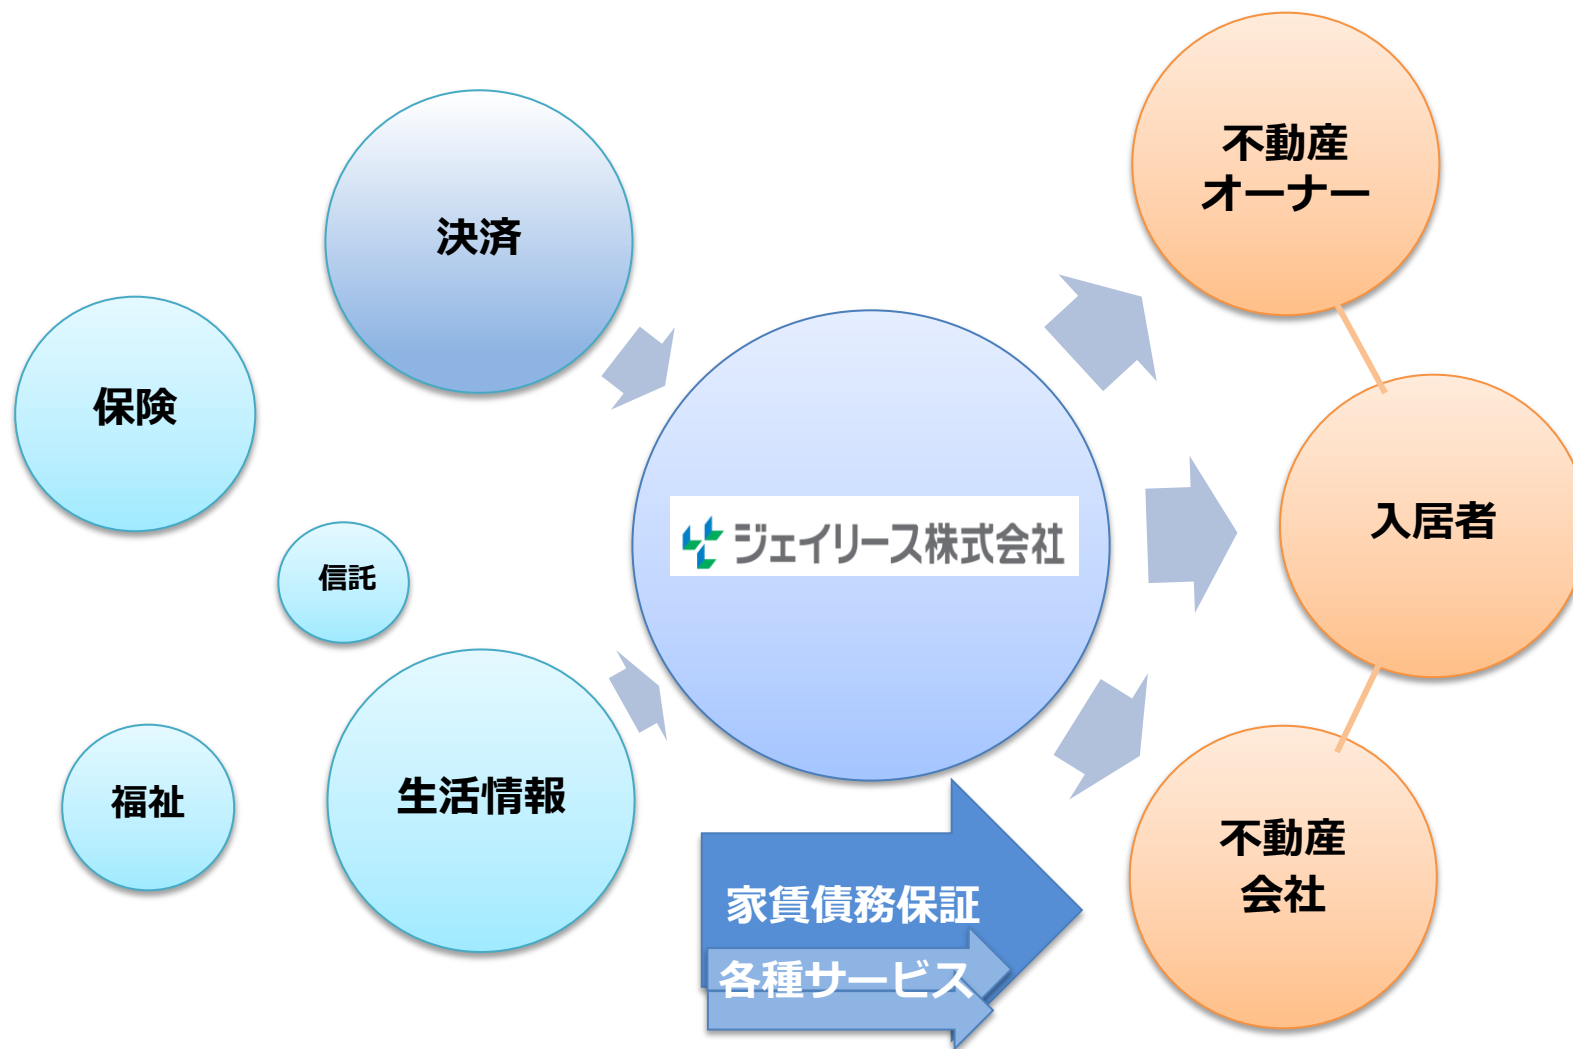 決済
保険
信託
福祉
生活情報
ジェイリース株式会社
家賃債務保証
各種サービス
不動産
オーナー
入居者
不動産
会社